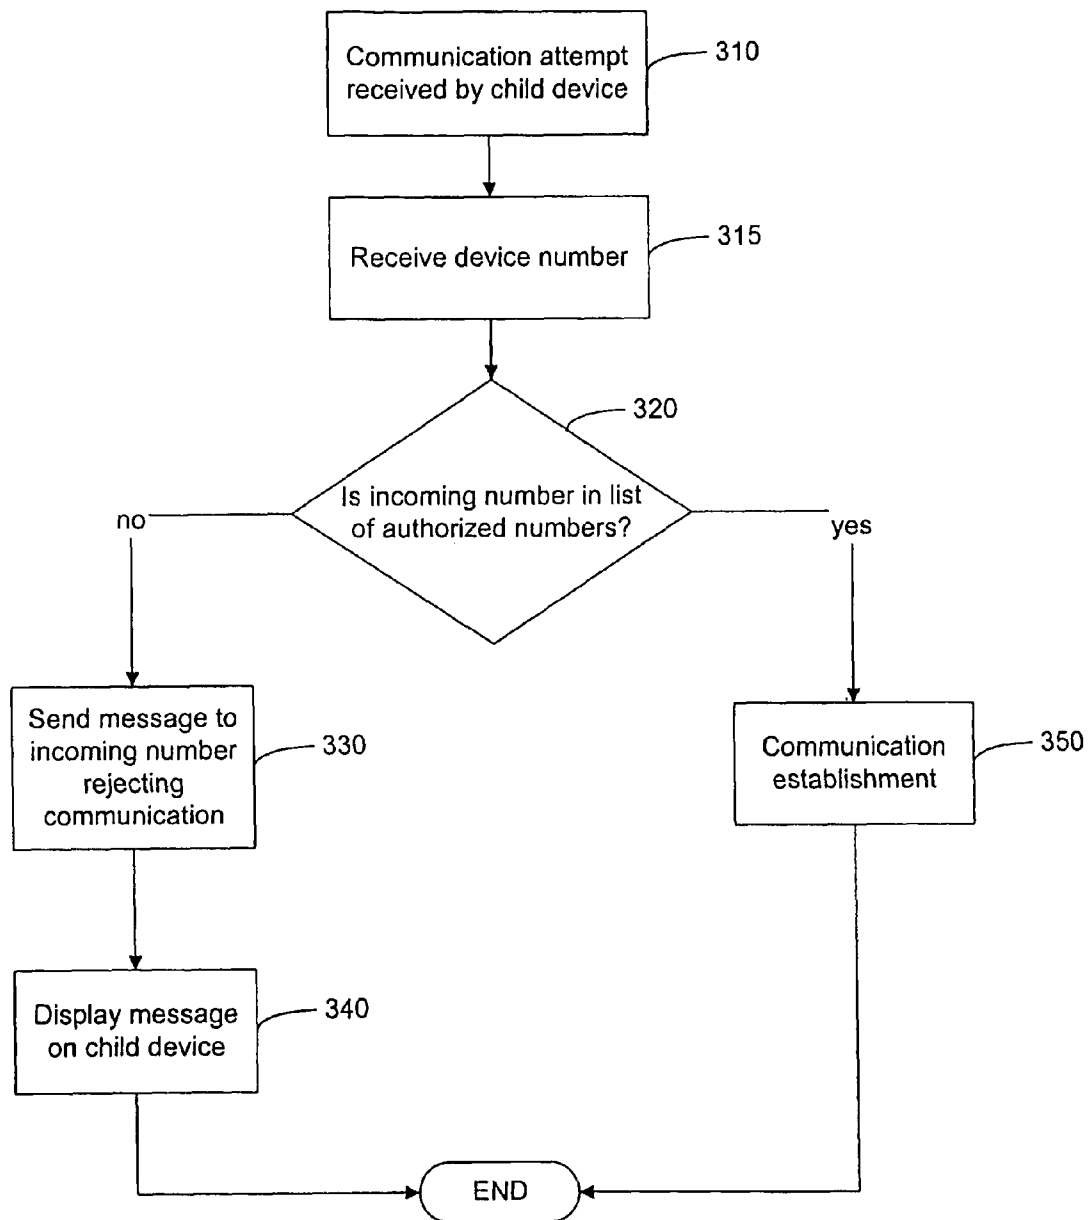 Communication attempt
received by child device
310
Receive device number
315
320
Is incoming number in list
of authorized numbers?
no
yes
Send message to
incoming number
rejecting
communication
330
Communication
establishment
350
Display message
on child device
340
END